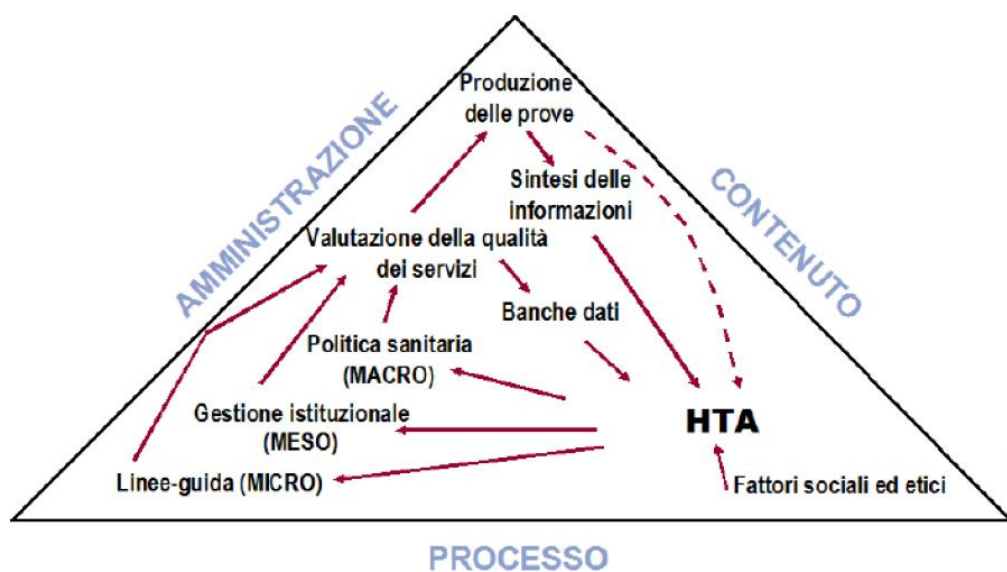 Produzione
delle prove
AMMINISTRAZIONE
CONTENUTO
Sintesi delle
informazioni
Valutazione della qualità
dei servizi
Banche dati
Politica sanitaria
(MACRO)
Gestione istituzionale
(MESO)
HTA
Linee-guida (MICRO)
Fattori sociali ed etici
PROCESSO